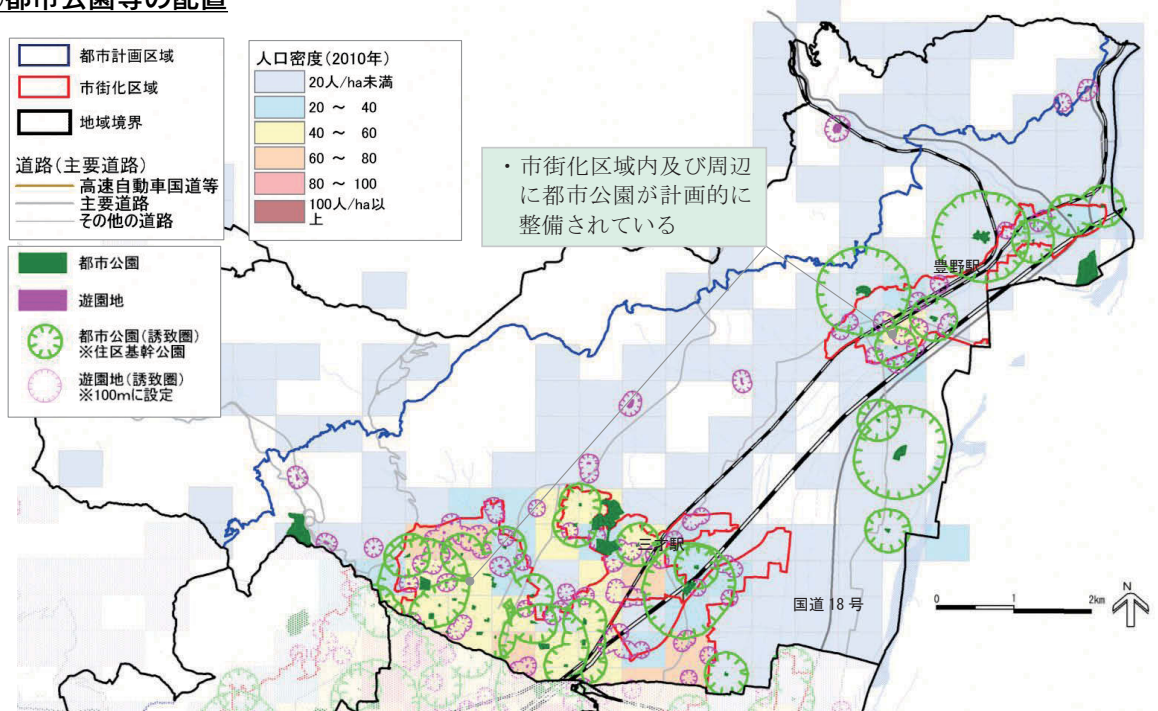 都市公園等の配置
都市計画区域
市街化区域
地域境界
道路(主要道路)
高速自動車国道等
主要道路
その他の道路
人口密度(2010年)
20人/ha未満
20 ～ 40
40 ～ 60
60 ～ 80
80 ～ 100
100人/ha以
上
都市公園
遊園地
都市公園(誘致圏)
※住区基幹公園
遊園地(誘致圏)
※100mに設定
・市街化区域内及び周辺
に都市公園が計画的に
整備されている
豊野駅
三才駅
国道18号
0 1 2km
N